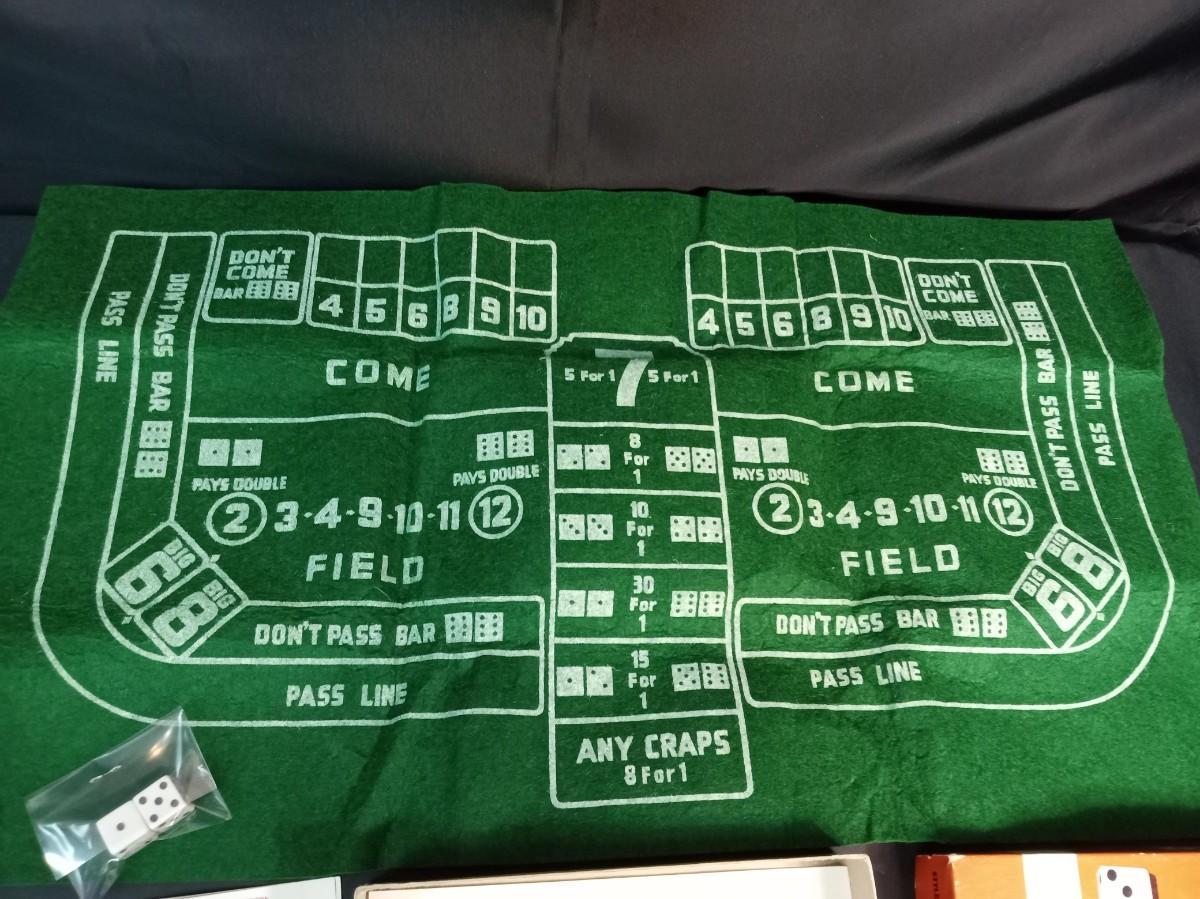 PASS LINE
DON'T PASS BAR
DON'T
COME
BAR
4 5 6 8 9 10
COME
PAYS DOUBLE
PAYS DOUBLE
2 3·4·9·10·11 12
FIELD
BIG
6
BIG
8
DON'T PASS BAR
PASS LINE
5 For 1 7 5 For 1
8
For
1
10
For
1
30
For
1
15
For
1
ANY CRAPS
8 For 1
4 5 6 8 9 10
DON'T
COME
BAR
COME
PAYS DOUBLE
PAYS DOUBLE
2 3·4·9·10·11 12
FIELD
BIG
6
BIG
8
DON'T PASS BAR
PASS LINE
DON'T PASS BAR
PASS LINE